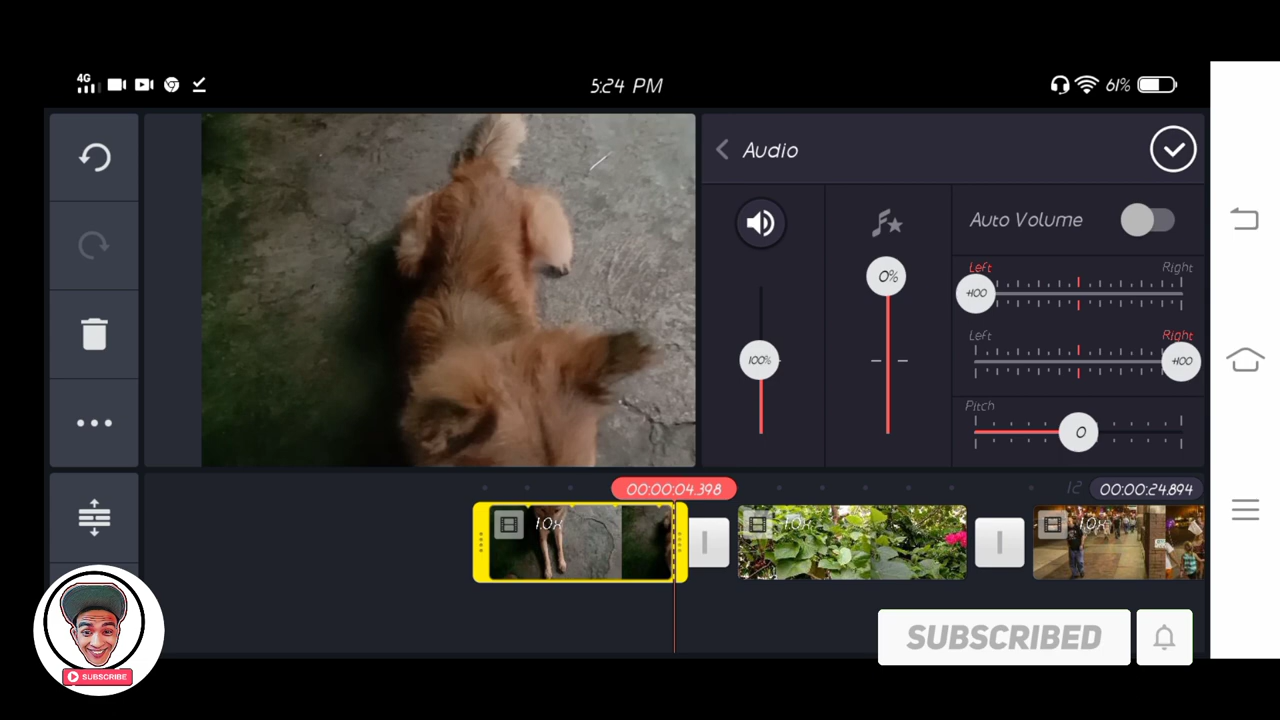 4G
5:24 PM
61%
Audio
Auto Volume
Left Right
+100
Left Right
+100
Pitch
0
100%
0%
00:00:04.398
12
00:00:24.894
1.0x
1.0x
1.0x
SUBSCRIBED
SUBSCRIBE